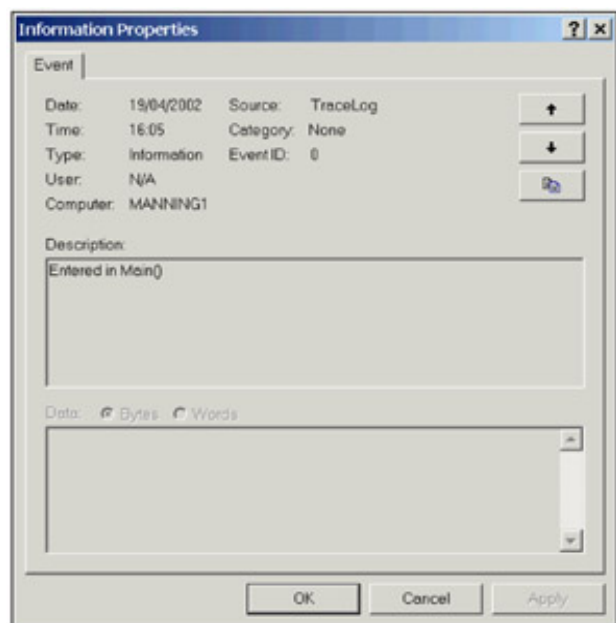 Information Properties
Event
Date: 19/04/2002 Source: TraceLog
Time: 16:05 Category: None
Type: Information Event ID: 0
User: N/A
Computer: MANNING1
Description:
Entered in Main()
Data: Bytes Words
OK Cancel Apply